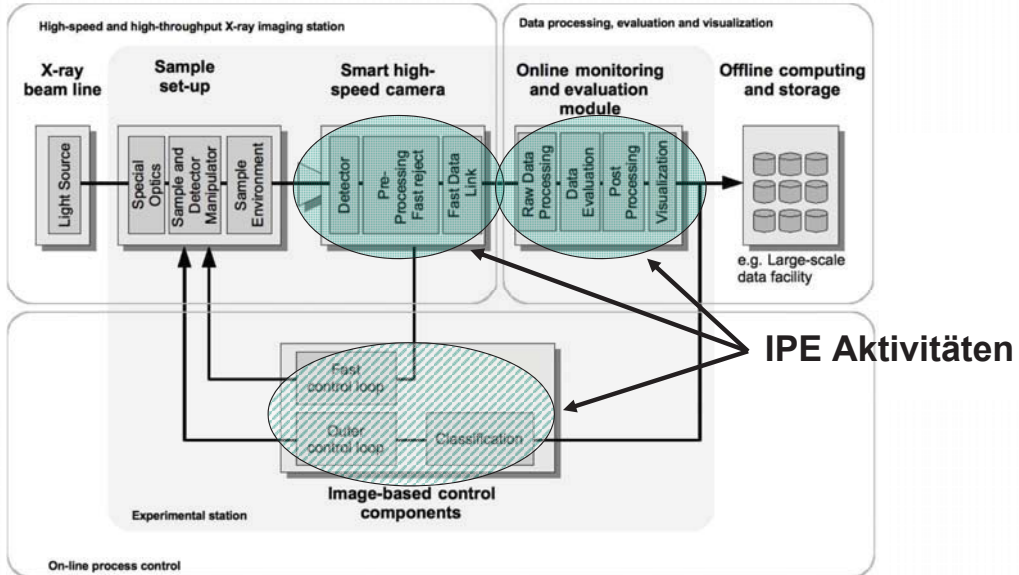 High-speed and high-throughput X-ray imaging station
Data processing, evaluation and visualization
X-ray
beam line
Sample
set-up
Smart high-
speed camera
Online monitoring
and evaluation
module
Offline computing
and storage
Light Source
Special
Optics
Sample and
Detector
Manipulator
Sample
Environment
Detector
Pre-
Processing
Fast reject
Fast Data
Link
Raw Data
Processing
Data
Evaluation
Post
Processing
Visualization
e.g. Large-scale
data facility
IPE Aktivitäten
Fast
control loop
Outer
control loop
Classification
Image-based control
components
Experimental station
On-line process control